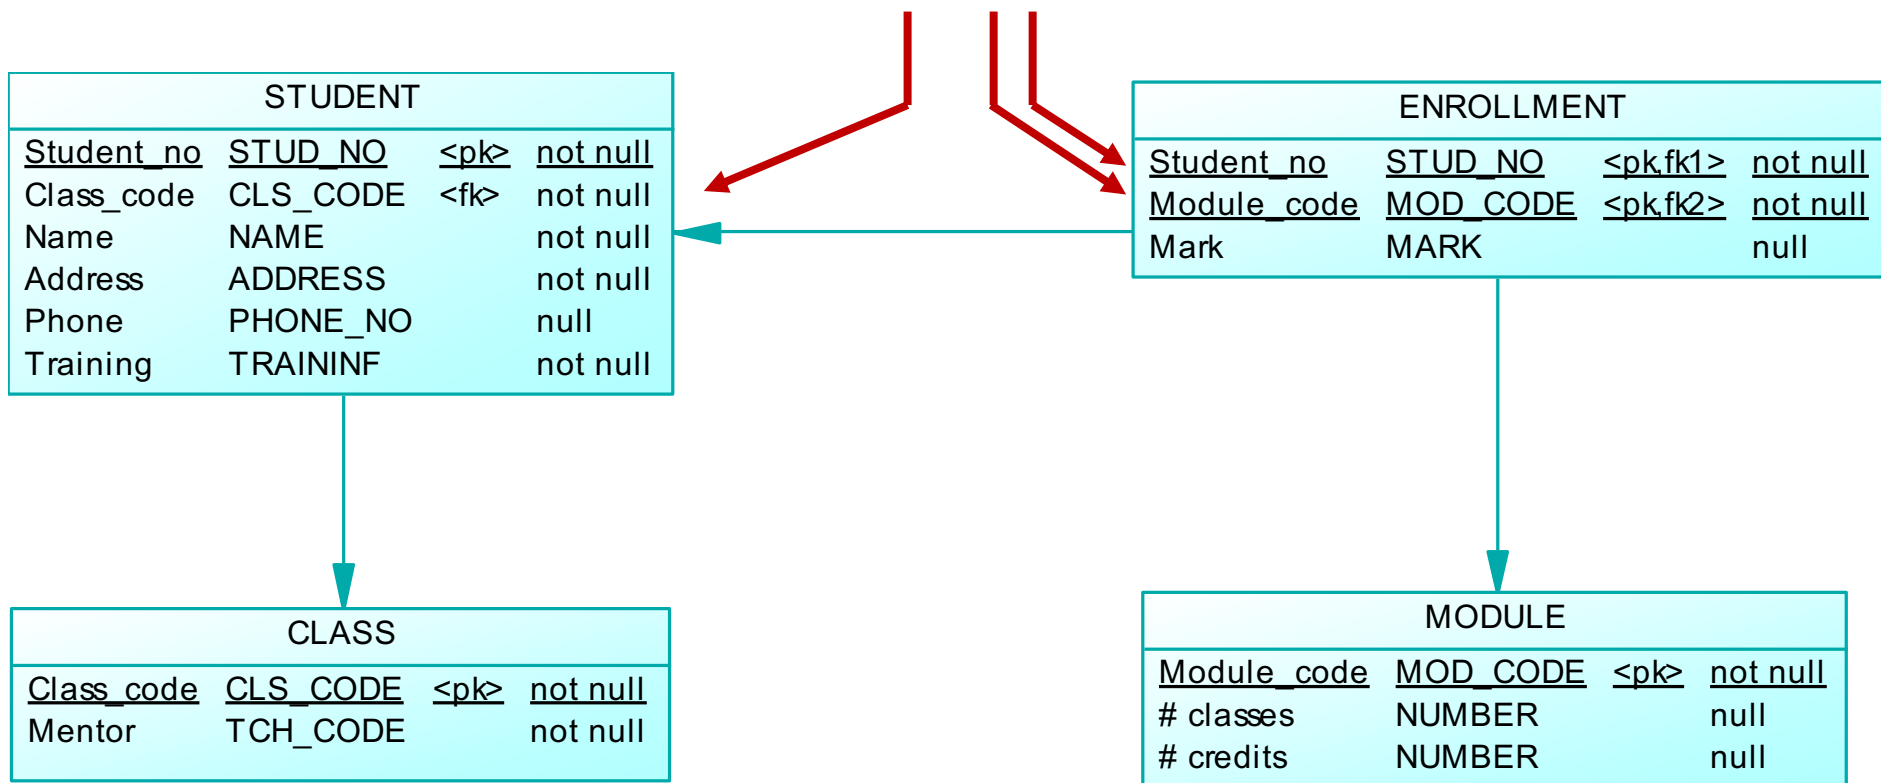 STUDENT
Student_no STUD_NO <pk> not null
Class_code CLS_CODE <fk> not null
Name NAME not null
Address ADDRESS not null
Phone PHONE_NO null
Training TRAININF not null
ENROLLMENT
Student_no STUD_NO <pk,fk1> not null
Module_code MOD_CODE <pk,fk2> not null
Mark MARK null
CLASS
Class_code CLS_CODE <pk> not null
Mentor TCH_CODE not null
MODULE
Module_code MOD_CODE <pk> not null
# classes NUMBER null
# credits NUMBER null